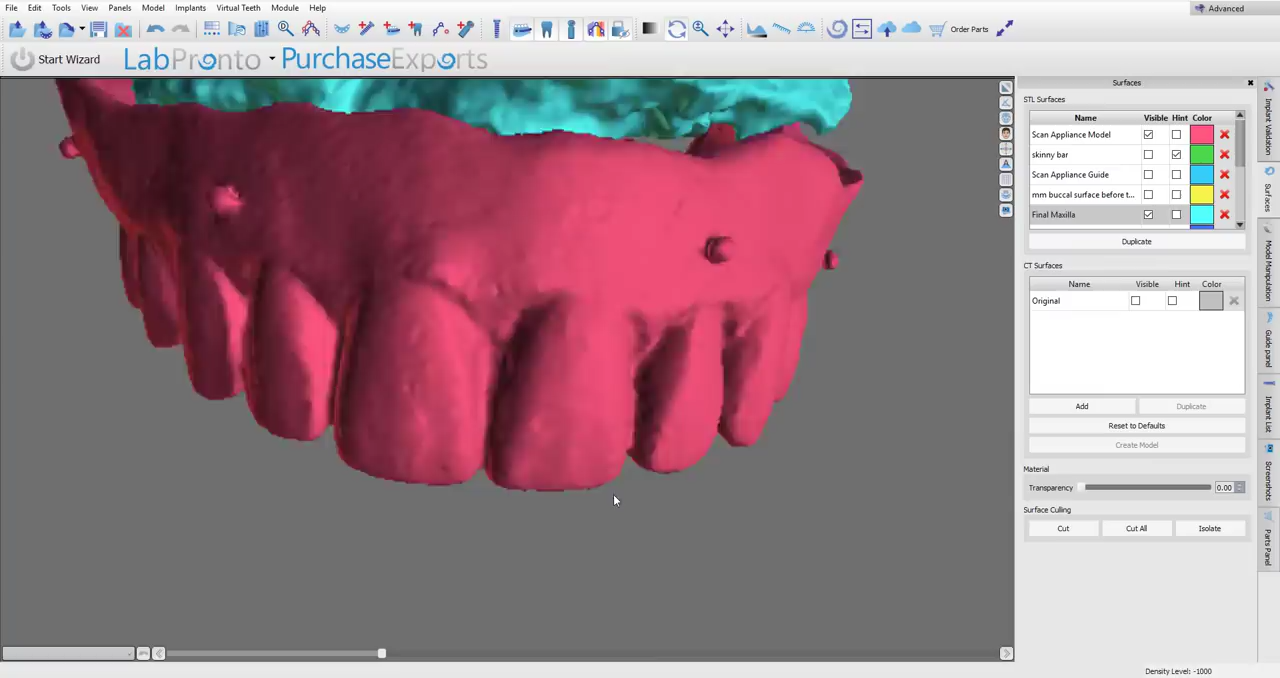 File Edit Tools View Panels Model Implants Virtual Teeth Module Help
Advanced
Order Parts
Start Wizard LabPronto PurchaseExports
Surfaces
STL Surfaces
Name Visible Hint Color
Scan Appliance Model
skinny bar
Scan Appliance Guide
mm buccal surface before t...
Final Maxilla
Duplicate
CT Surfaces
Name Visible Hint Color
Original
Add Duplicate
Reset to Defaults
Create Model
Material
Transparency 0.00
Surface Culling
Cut Cut All Isolate
Implant Validation
Surfaces
Model Manipulation
Guide panel
Implant List
Screenshots
Parts Panel
Density Level: -1000